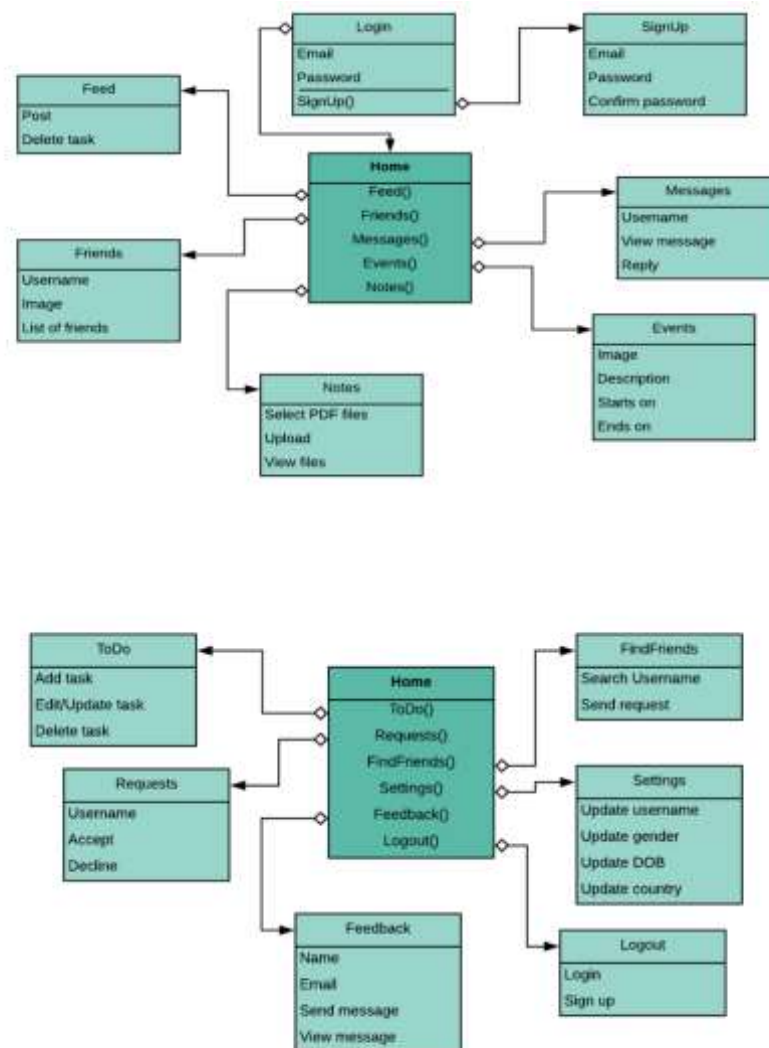 Login
Email
Password
SignUp()
SignUp
Email
Password
Confirm password
Feed
Post
Delete task
Home
Feed()
Friends()
Messages()
Events()
Notes()
Messages
Username
View message
Reply
Friends
Username
Image
List of friends
Events
Image
Description
Starts on
Ends on
Notes
Select PDF files
Upload
View files
ToDo
Add task
Edit/Update task
Delete task
Home
ToDo()
Requests()
FindFriends()
Settings()
Feedback()
Logout()
FindFriends
Search Username
Send request
Requests
Username
Accept
Decline
Settings
Update username
Update gender
Update DOB
Update country
Feedback
Name
Email
Send message
View message
Logout
Login
Sign up